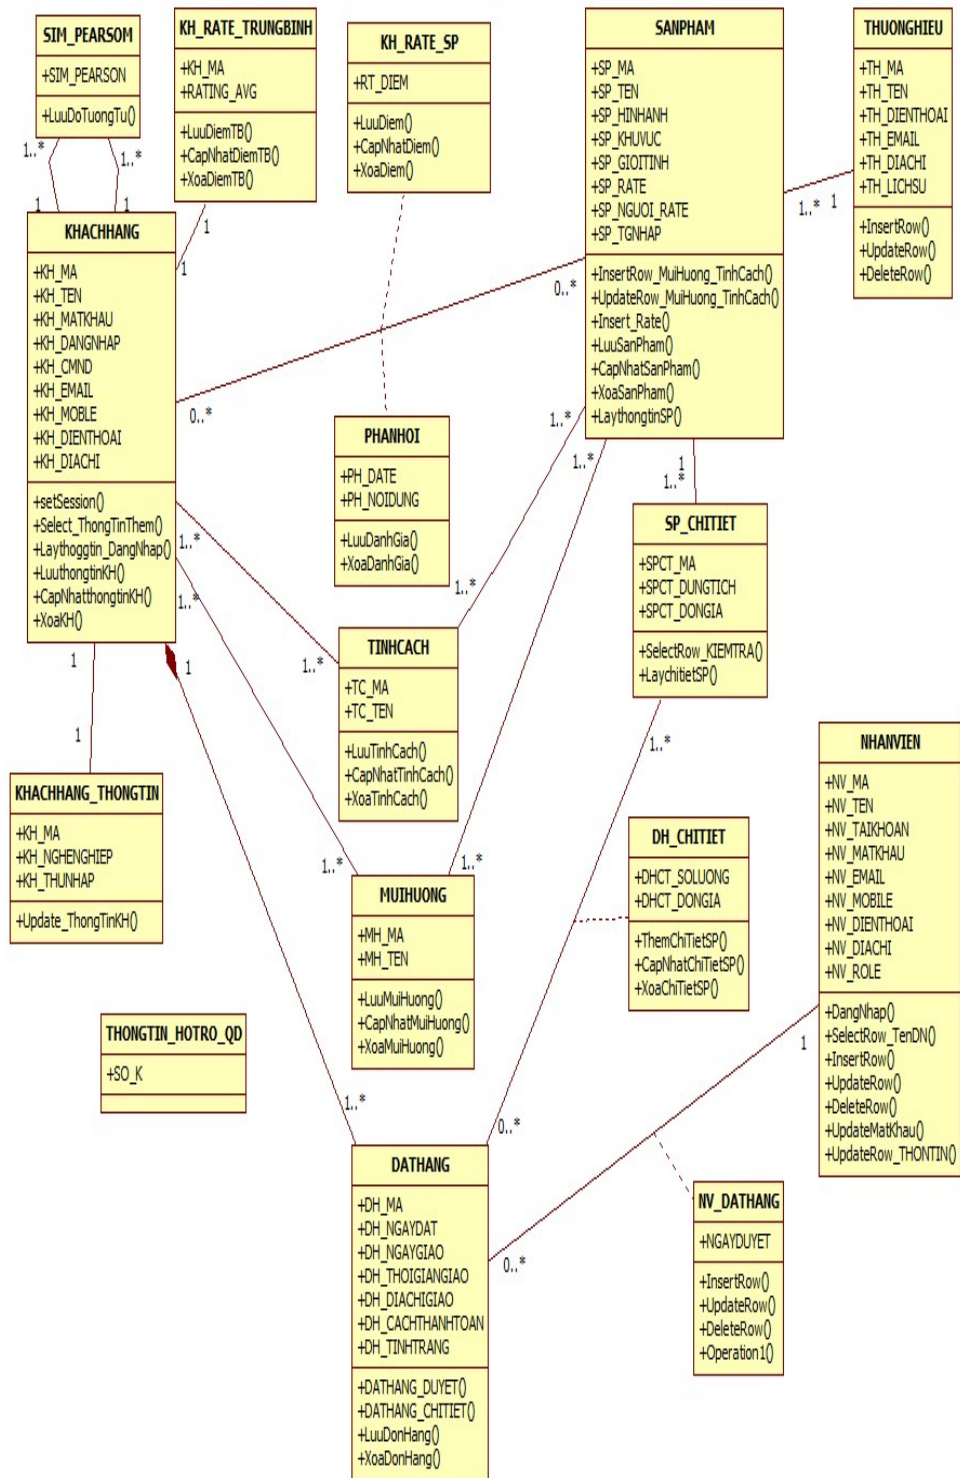 SIM_PEARSOM
+SIM_PEARSON
+LuuDoTuongTu()
1..*
1..*
1
1
KH_RATE_TRUNGBINH
+KH_MA
+RATING_AVG
+LuuDiemTB()
+CapNhatDiemTB()
+XoaDiemTB()
1
1
KH_RATE_SP
+RT_DIEM
+LuuDiem()
+CapNhatDiem()
+XoaDiem()
SANPHAM
+SP_MA
+SP_TEN
+SP_HINHANH
+SP_KHUVUC
+SP_GIOITINH
+SP_RATE
+SP_NGUOI_RATE
+SP_TGNHAP
+InsertRow_MuiHuong_TinhCach()
+UpdateRow_MuiHuong_TinhCach()
+Insert_Rate()
+LuuSanPham()
+CapNhatSanPham()
+XoaSanPham()
+LaythongtinSP()
1..*
1
THUONGHIEU
+TH_MA
+TH_TEN
+TH_DIENTHOAI
+TH_EMAIL
+TH_DIACHI
+TH_LICHSU
+InsertRow()
+UpdateRow()
+DeleteRow()
KHACHHANG
+KH_MA
+KH_TEN
+KH_MATKHAU
+KH_DANGNHAP
+KH_CMND
+KH_EMAIL
+KH_MOBLE
+KH_DIENTHOAI
+KH_DIACHI
+setSession()
+Select_ThongTinThem()
+Laythoggtin_DangNhap()
+LuuthongtinKH()
+CapNhatthongtinKH()
+XoaKH()
0..*
0..*
PHANHOI
+PH_DATE
+PH_NOIDUNG
+LuuDanhGia()
+XoaDanhGia()
1..*
1..*
1
1..*
SP_CHITIET
+SPCT_MA
+SPCT_DUNGTICH
+SPCT_DONGIA
+SelectRow_KIEMTRA()
+LaychitietSP()
1..*
1..*
1..*
1..*
1
1
1
TINHCACH
+TC_MA
+TC_TEN
+LuuTinhCach()
+CapNhatTinhCach()
+XoaTinhCach()
1..*
NHANVIEN
+NV_MA
+NV_TEN
+NV_TAIKHOAN
+NV_MATKHAU
+NV_EMAIL
+NV_MOBILE
+NV_DIENTHOAI
+NV_DIACHI
+NV_ROLE
+DangNhap()
+SelectRow_TenDN()
+InsertRow()
+UpdateRow()
+DeleteRow()
+UpdateMatKhau()
+UpdateRow_THONTIN()
KHACHHANG_THONGTIN
+KH_MA
+KH_NGHENGHIEP
+KH_THUNHAP
+Update_ThongTinKH()
1..*
1..*
MUIHUONG
+MH_MA
+MH_TEN
+LuuMuiHuong()
+CapNhatMuiHuong()
+XoaMuiHuong()
DH_CHITIET
+DHCT_SOLUONG
+DHCT_DONGIA
+ThemChiTietSP()
+CapNhatChiTietSP()
+XoaChiTietSP()
THONGTIN_HOTRO_QD
+SO_K
1
1..*
0..*
DATHANG
+DH_MA
+DH_NGAYDAT
+DH_NGAYGIAO
+DH_THOIGIANGIAO
+DH_DIACHIGIAO
+DH_CACHTHANHTOAN
+DH_TINHTRANG
+DATHANG_DUYET()
+DATHANG_CHITIET()
+LuuDonHang()
+XoaDonHang()
0..*
NV_DATHANG
+NGAYDUYET
+InsertRow()
+UpdateRow()
+DeleteRow()
+Operation1()